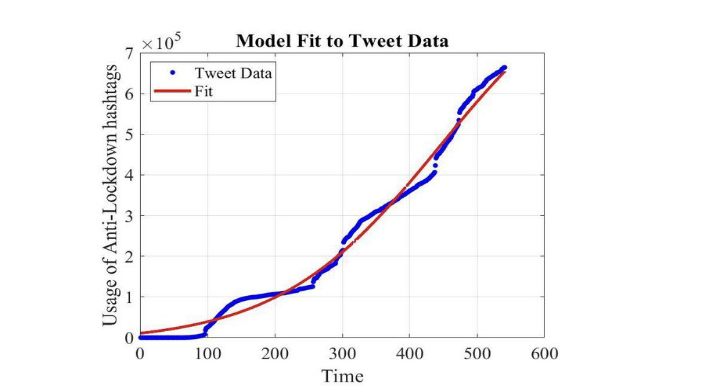 Model Fit to Tweet Data
×10^5
Tweet Data
Fit
Usage of Anti-Lockdown hashtags
7
6
5
4
3
2
1
0
0 100 200 300 400 500 600
Time